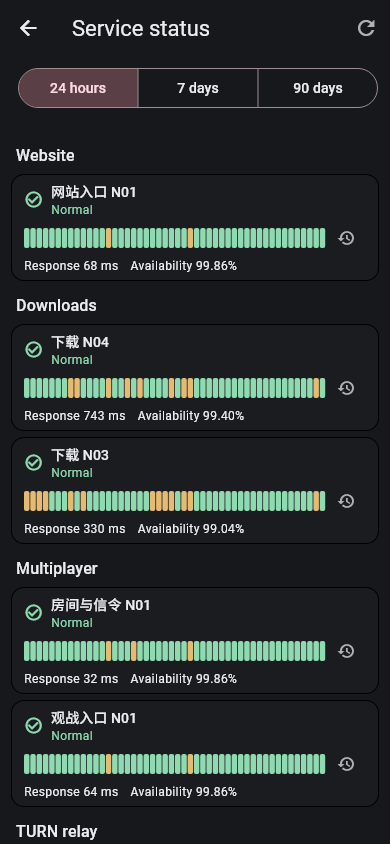 Service status
24 hours
7 days
90 days
Website
网站入口 N01
Normal
Response 68 ms Availability 99.86%
Downloads
下载 N04
Normal
Response 743 ms Availability 99.40%
下载 N03
Normal
Response 330 ms Availability 99.04%
Multiplayer
房间与信令 N01
Normal
Response 32 ms Availability 99.86%
观战入口 N01
Normal
Response 64 ms Availability 99.86%
TURN relay